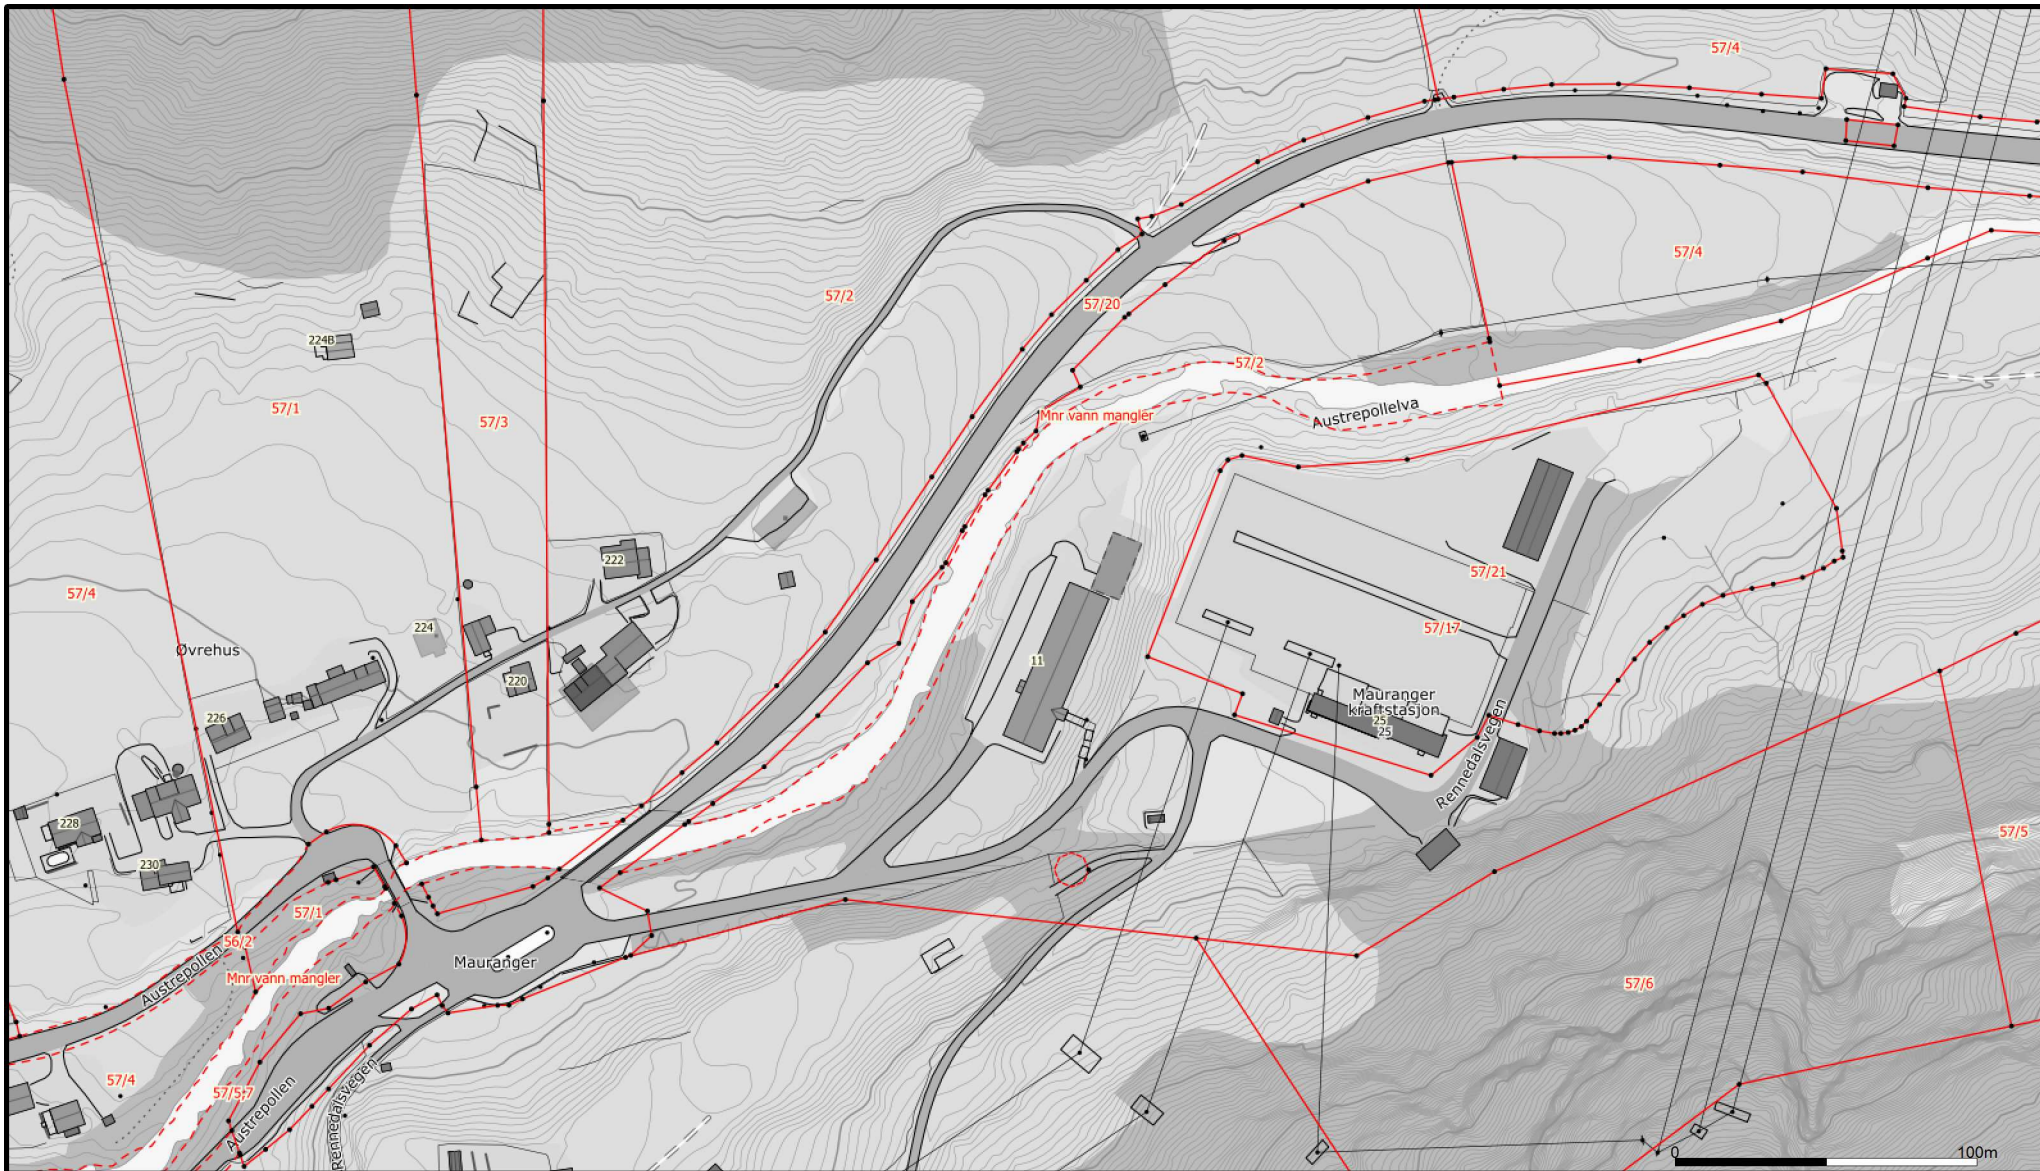 57/4
57/4
57/2
57/20
224B
57/2
57/1
Mnr vann mangler
Austrepollelva
57/3
222
57/21
57/4
224
57/17
Øvrehus
11
220
Mauranger
kraftstasjon
25
25
226
Rennedalsvegen
228
57/5
230
57/1
56/2
Mauranger
Austrepollen
Mnr vann mangler
57/6
57/4
57/5;7
Austrepollen
Rennedalsvegen
0
100m